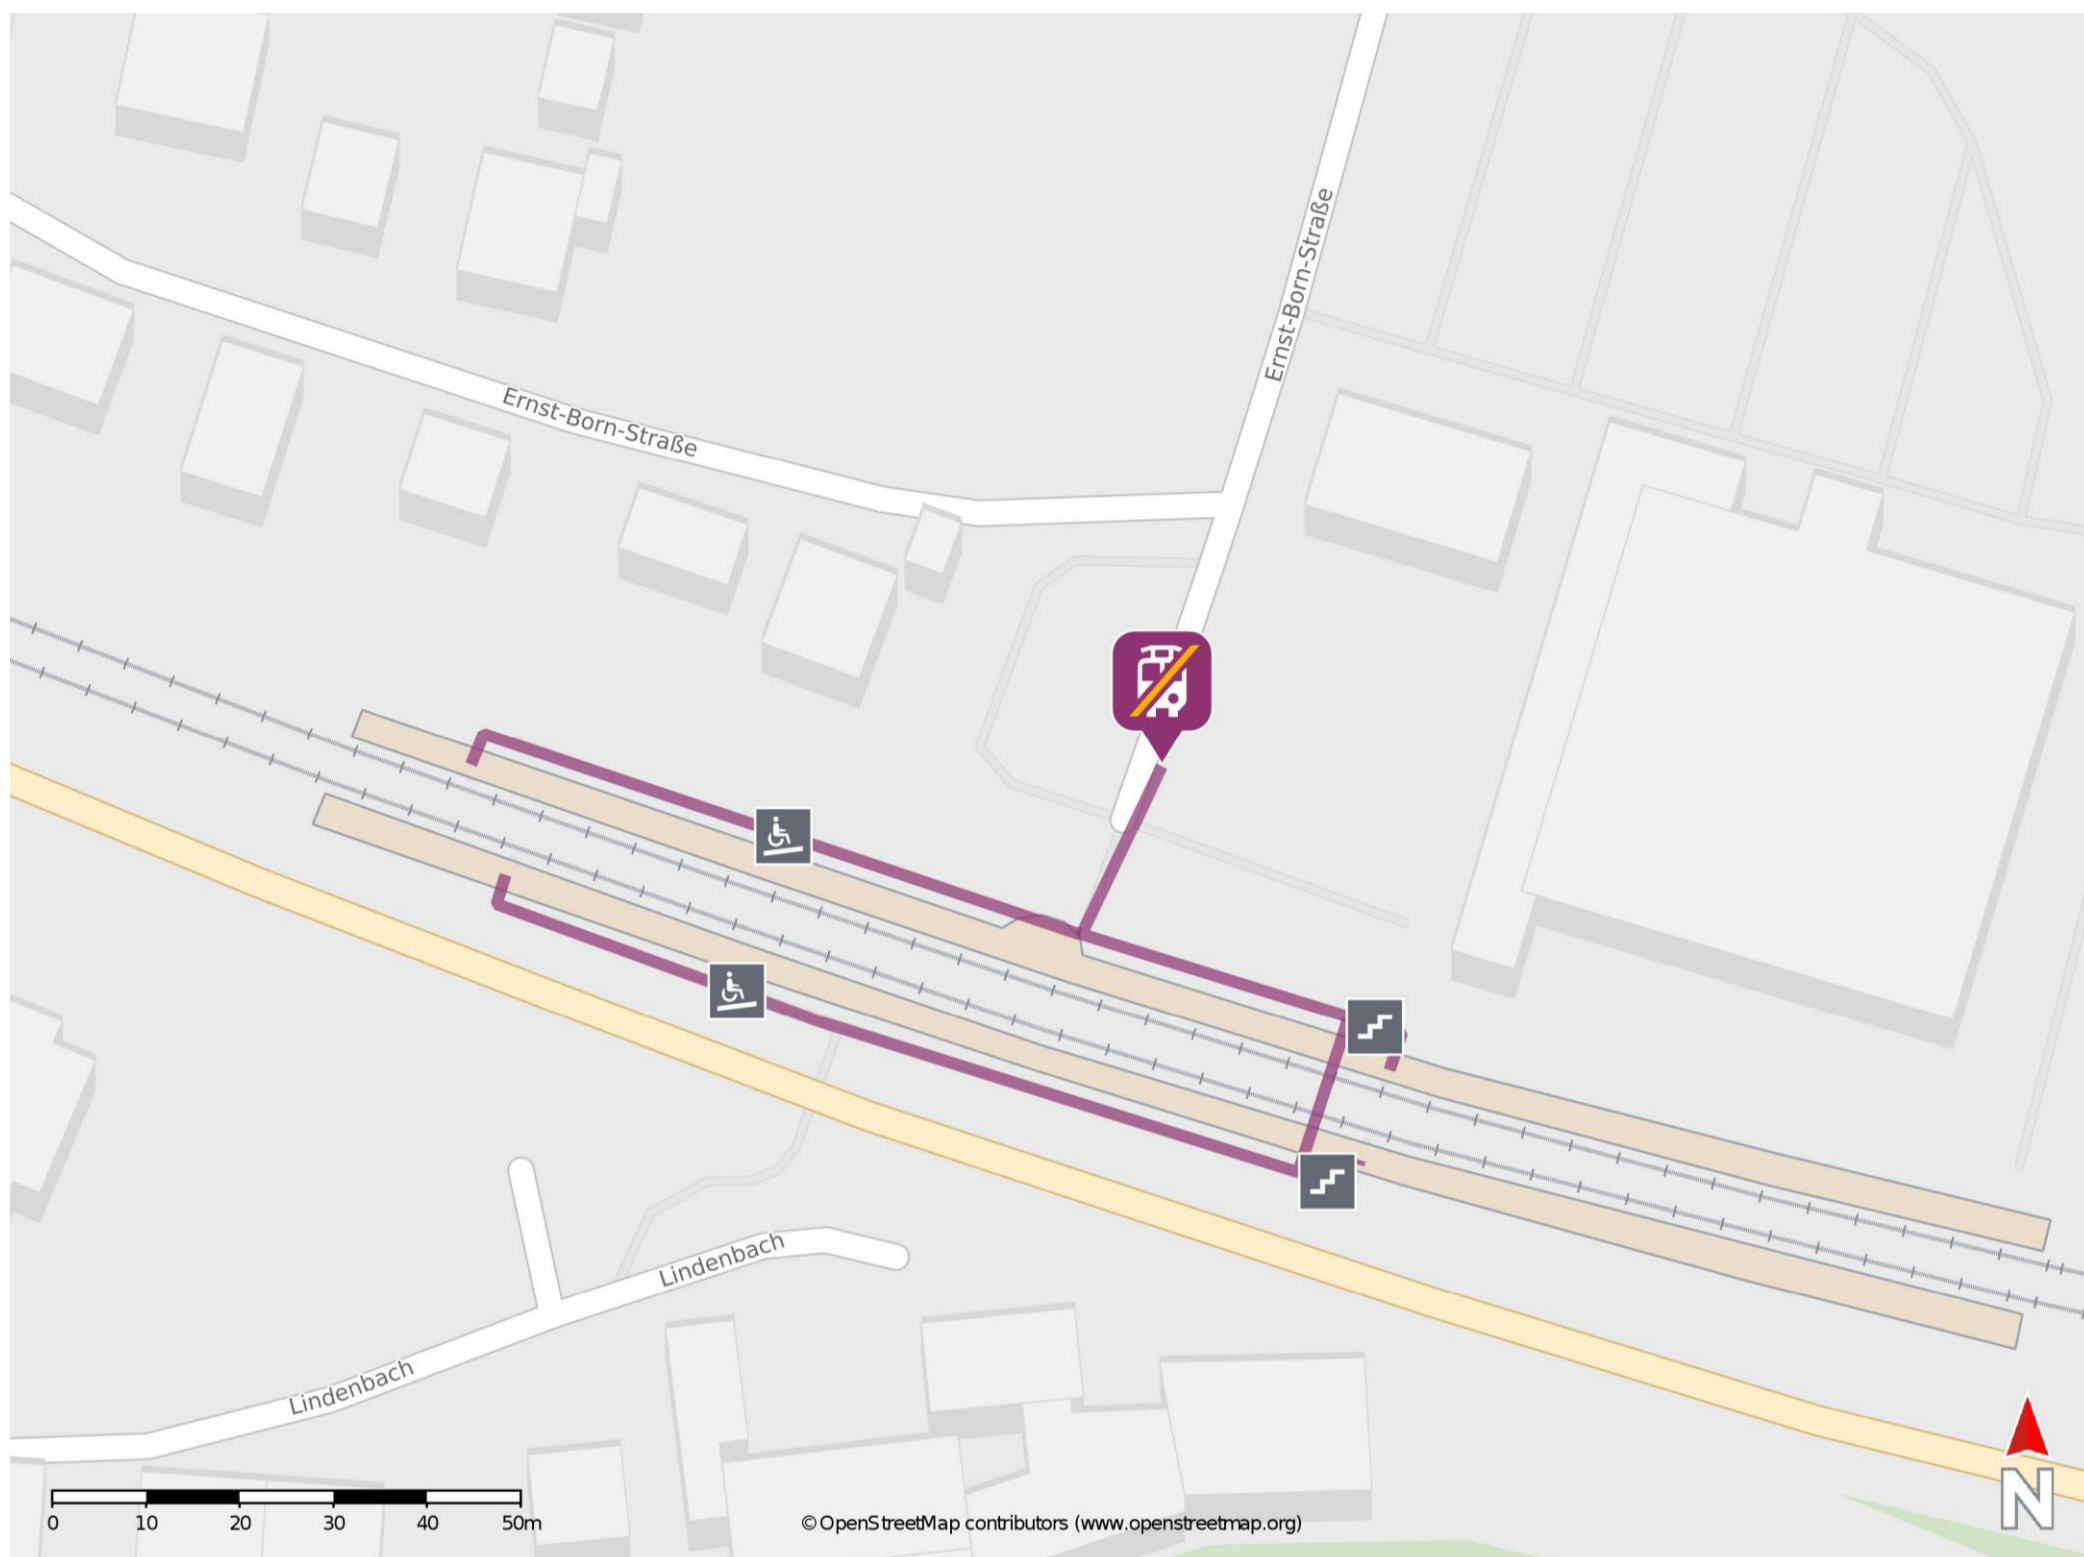 Ernst-Born-Straße
Ernst-Born-Straße
Lindenbach
Lindenbach
0 10 20 30 40 50m
© OpenStreetMap contributors (www.openstreetmap.org)
N